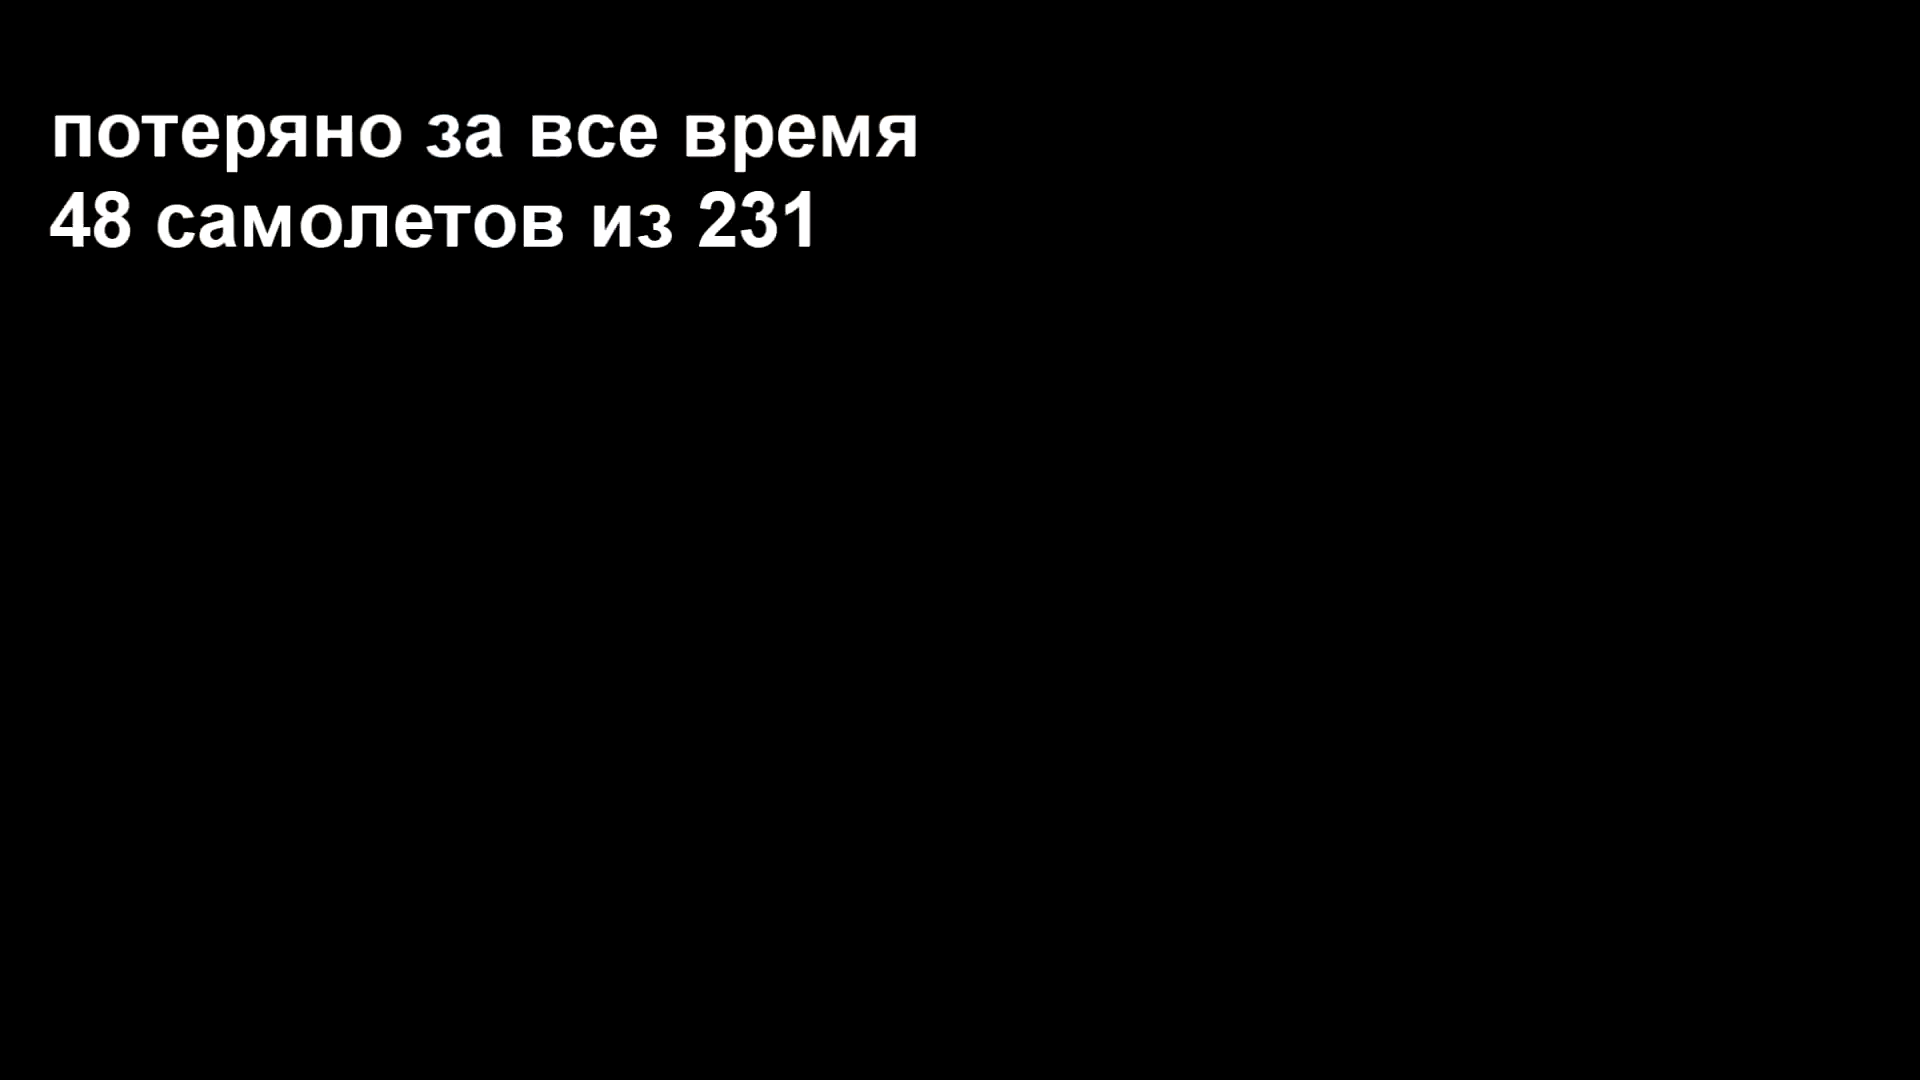 потеряно за все время
48 самолетов из 231